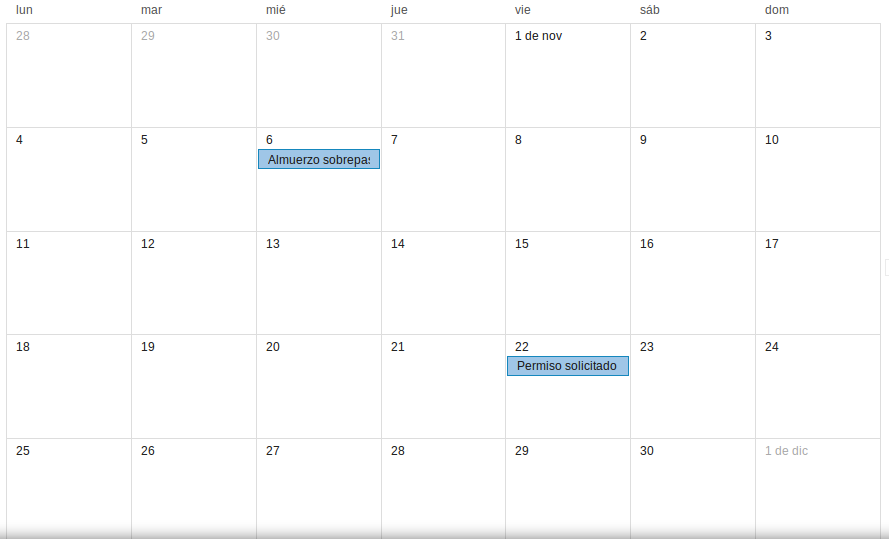 lun mar mié jue vie sáb dom
28 29 30 31 1 de nov 2 3
4 5 6 7 8 9 10
Almuerzo sobrepas
11 12 13 14 15 16 17
18 19 20 21 22 23 24
Permiso solicitado
25 26 27 28 29 30 1 de dic